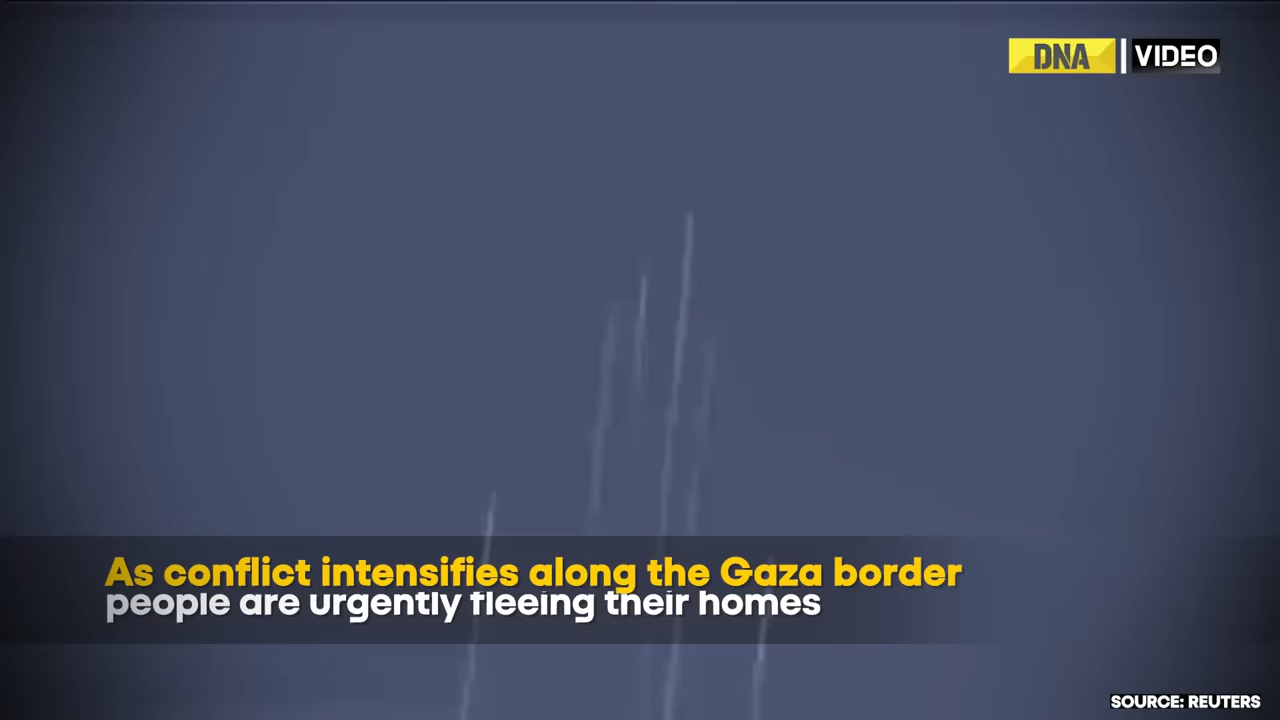 DNA VIDEO
As conflict intensifies along the Gaza border
people are urgently fleeing their homes
SOURCE: REUTERS